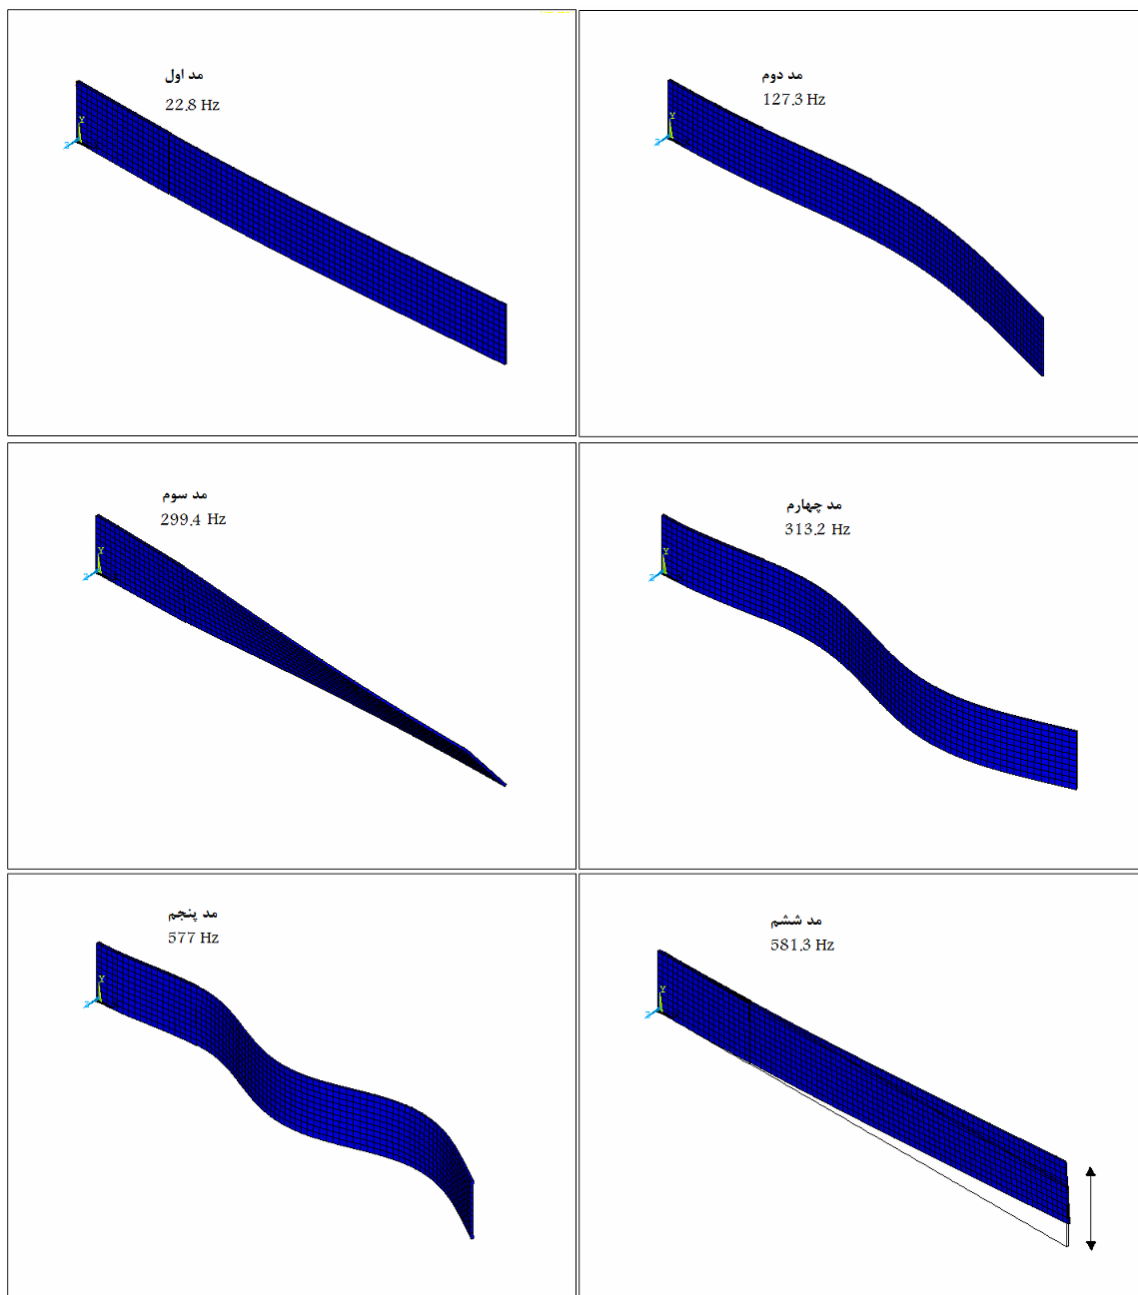 مد اول
22.8 Hz
Y
Z
مد دوم
127.3 Hz
Y
Z
مد سوم
299.4 Hz
Y
Z
مد چهارم
313.2 Hz
Y
Z
مد پنجم
577 Hz
Y
Z
مد ششم
581.3 Hz
Y
Z